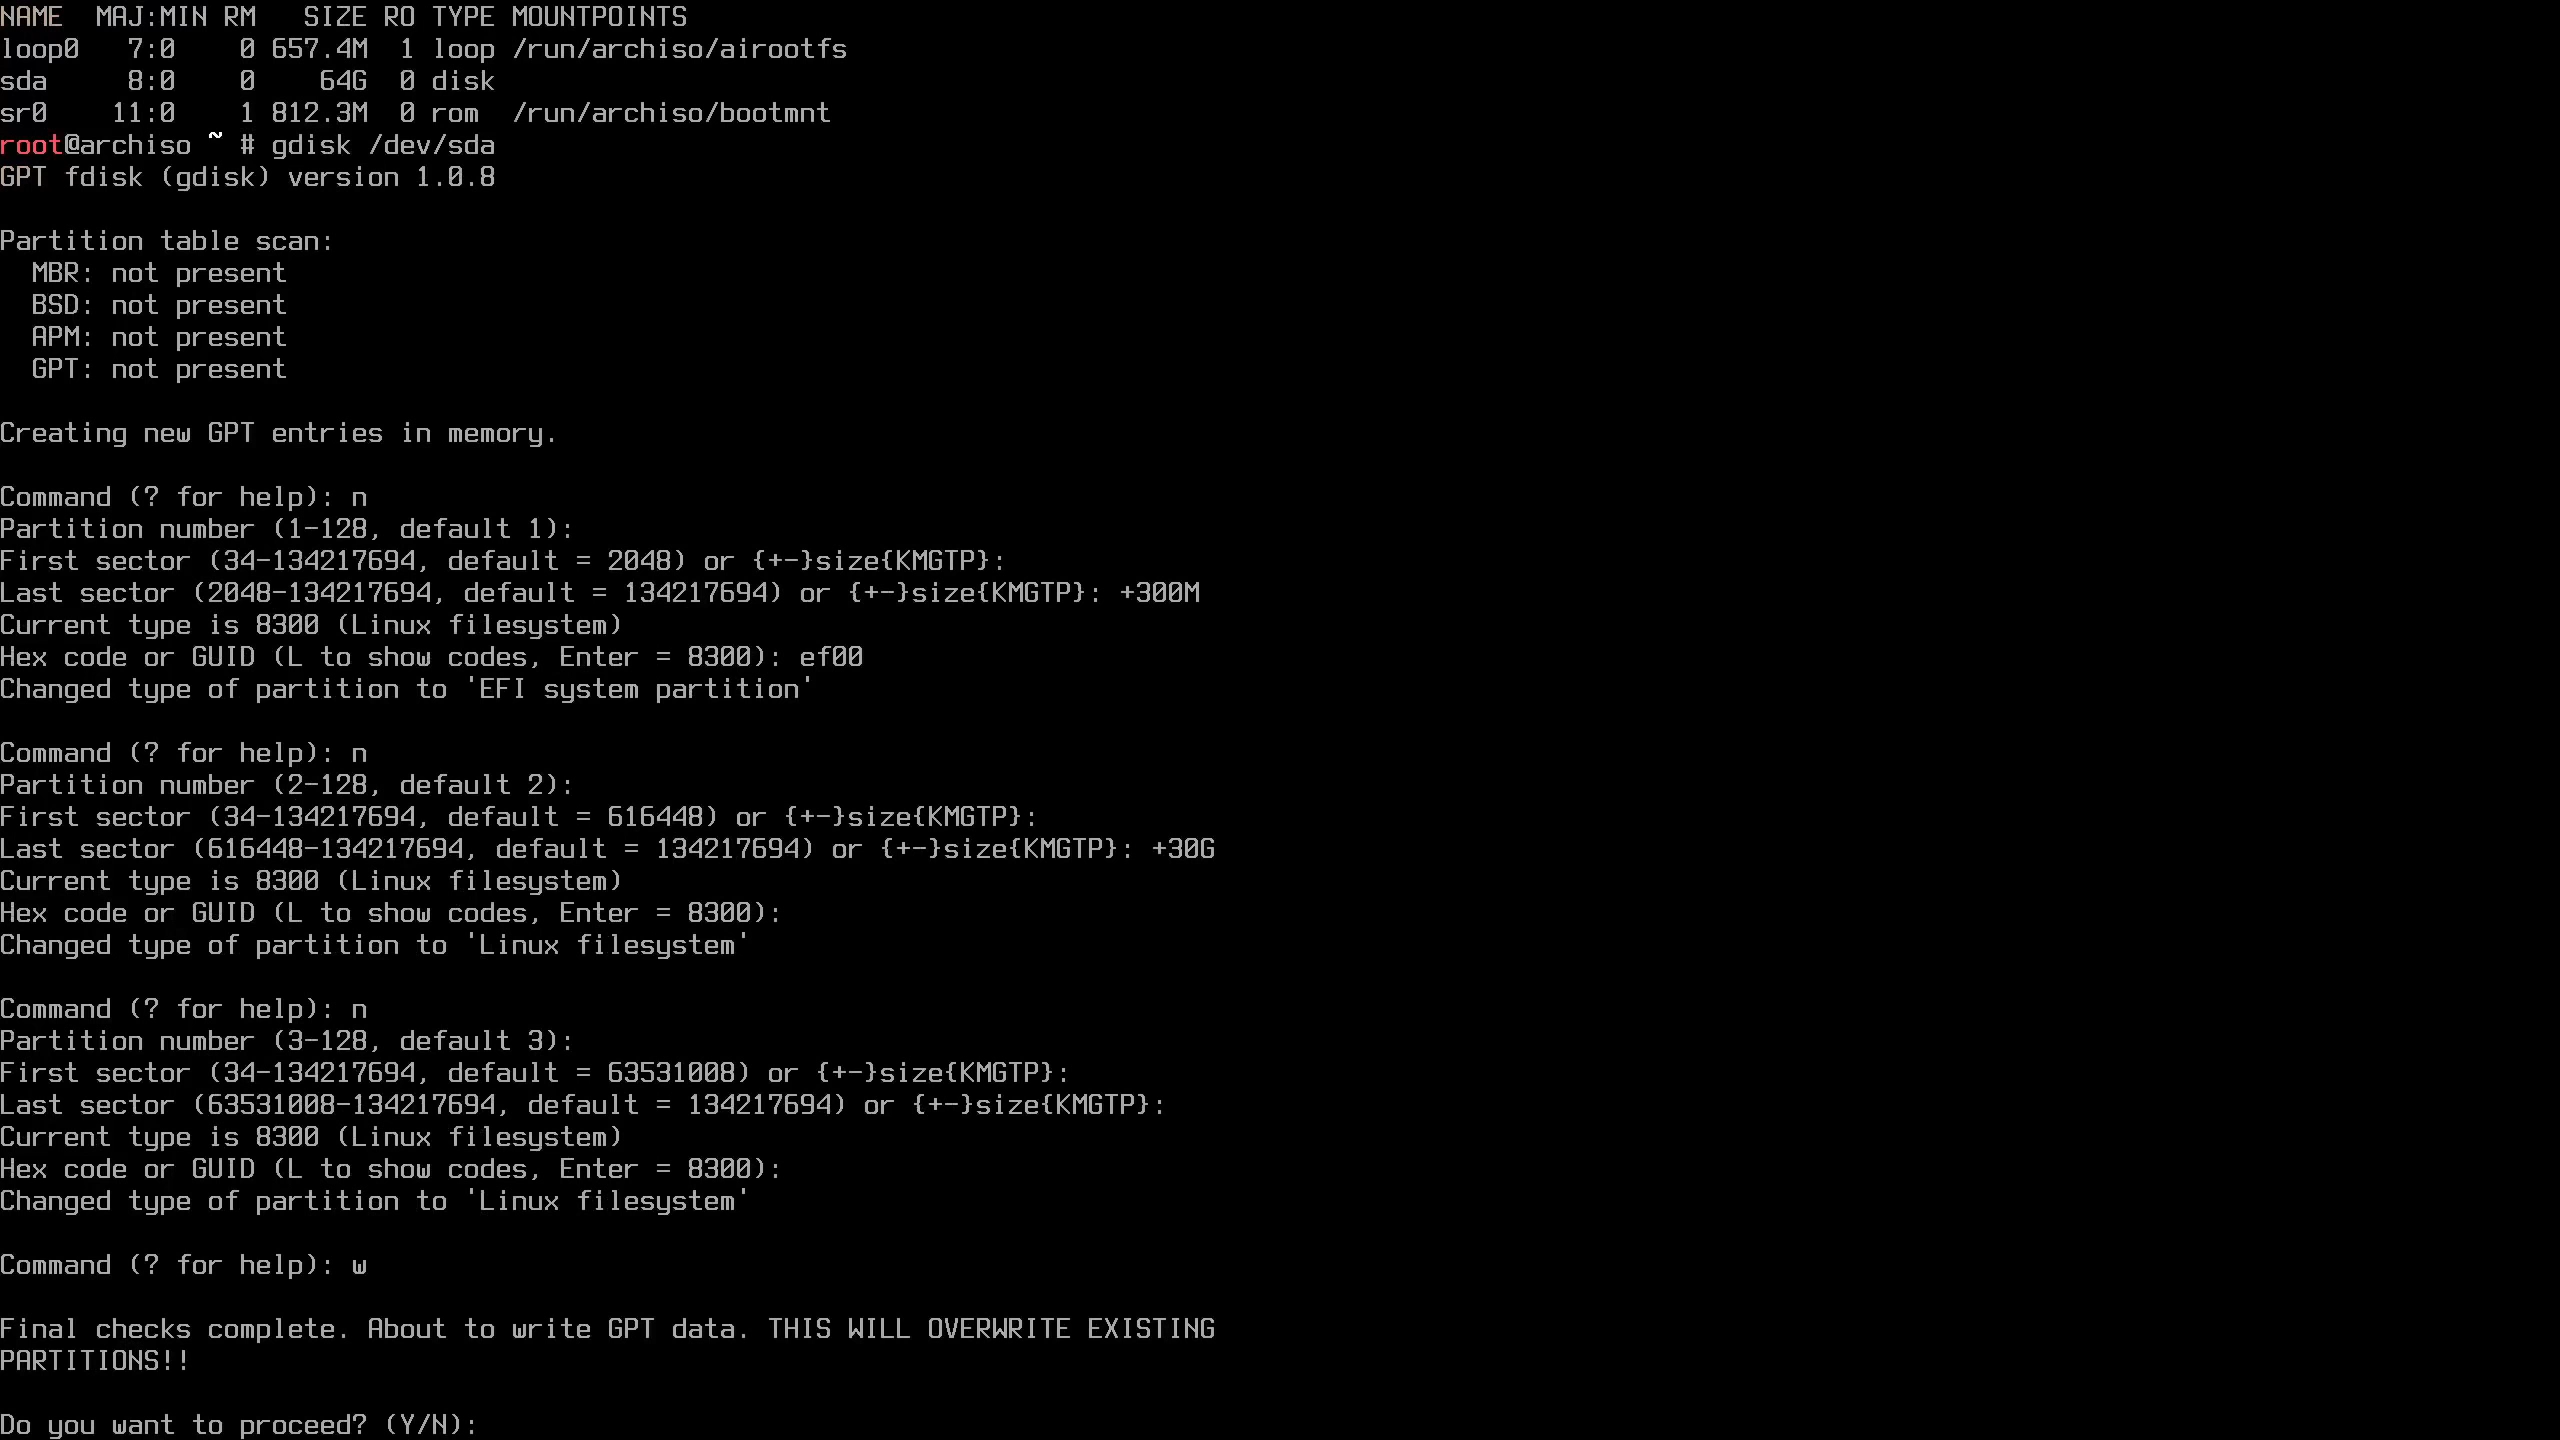 NAME  MAJ:MIN RM   SIZE RO TYPE MOUNTPOINTS
loop0   7:0    0 657.4M  1 loop /run/archiso/airootfs
sda     8:0    0    64G  0 disk
sr0    11:0    1 812.3M  0 rom  /run/archiso/bootmnt
root@archiso ~ # gdisk /dev/sda
GPT fdisk (gdisk) version 1.0.8

Partition table scan:
  MBR: not present
  BSD: not present
  APM: not present
  GPT: not present

Creating new GPT entries in memory.

Command (? for help): n
Partition number (1-128, default 1):
First sector (34-134217694, default = 2048) or {+-}size{KMGTP}:
Last sector (2048-134217694, default = 134217694) or {+-}size{KMGTP}: +300M
Current type is 8300 (Linux filesystem)
Hex code or GUID (L to show codes, Enter = 8300): ef00
Changed type of partition to 'EFI system partition'

Command (? for help): n
Partition number (2-128, default 2):
First sector (34-134217694, default = 616448) or {+-}size{KMGTP}:
Last sector (616448-134217694, default = 134217694) or {+-}size{KMGTP}: +30G
Current type is 8300 (Linux filesystem)
Hex code or GUID (L to show codes, Enter = 8300):
Changed type of partition to 'Linux filesystem'

Command (? for help): n
Partition number (3-128, default 3):
First sector (34-134217694, default = 63531008) or {+-}size{KMGTP}:
Last sector (63531008-134217694, default = 134217694) or {+-}size{KMGTP}:
Current type is 8300 (Linux filesystem)
Hex code or GUID (L to show codes, Enter = 8300):
Changed type of partition to 'Linux filesystem'

Command (? for help): w

Final checks complete. About to write GPT data. THIS WILL OVERWRITE EXISTING
PARTITIONS!!

Do you want to proceed? (Y/N):